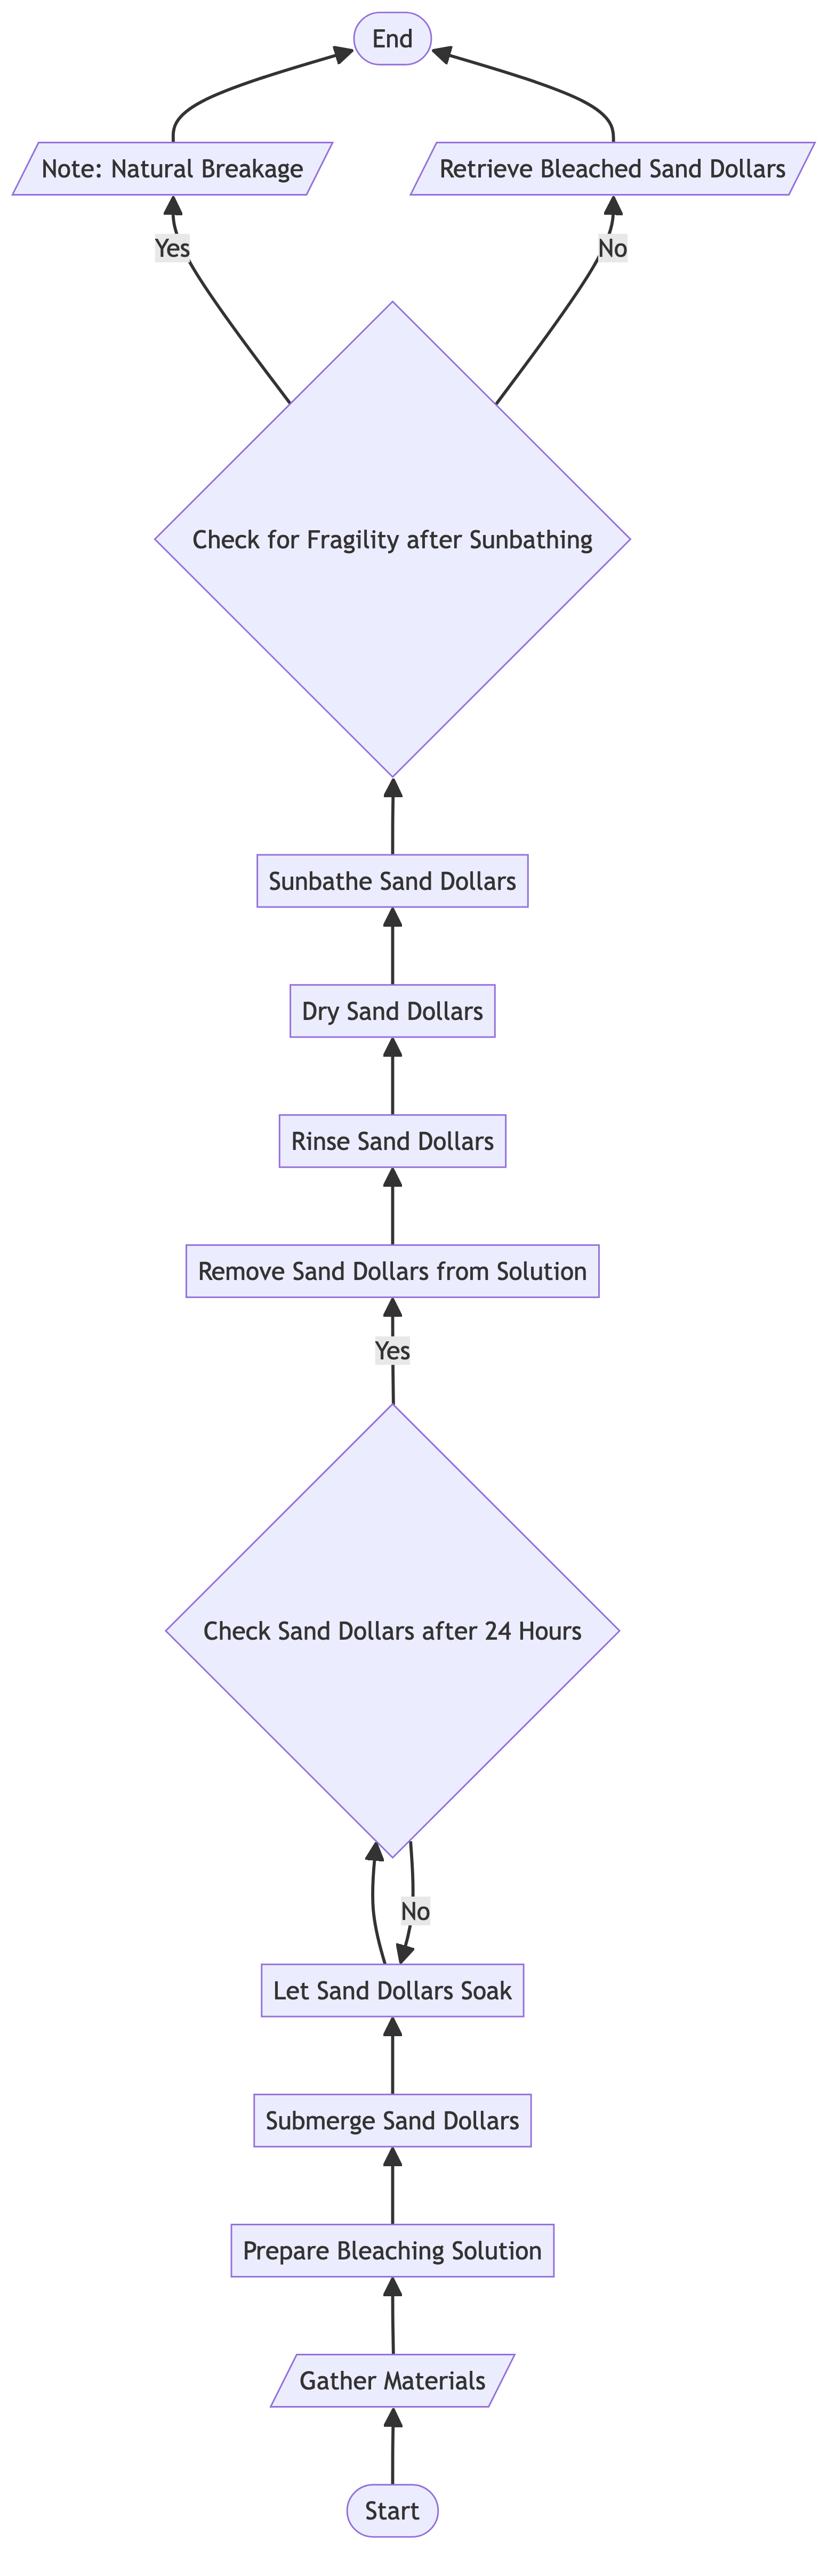 End
Note: Natural Breakage
Retrieve Bleached Sand Dollars
Yes
No
Check for Fragility after Sunbathing
Sunbathe Sand Dollars
Dry Sand Dollars
Rinse Sand Dollars
Remove Sand Dollars from Solution
Yes
Check Sand Dollars after 24 Hours
No
Let Sand Dollars Soak
Submerge Sand Dollars
Prepare Bleaching Solution
Gather Materials
Start